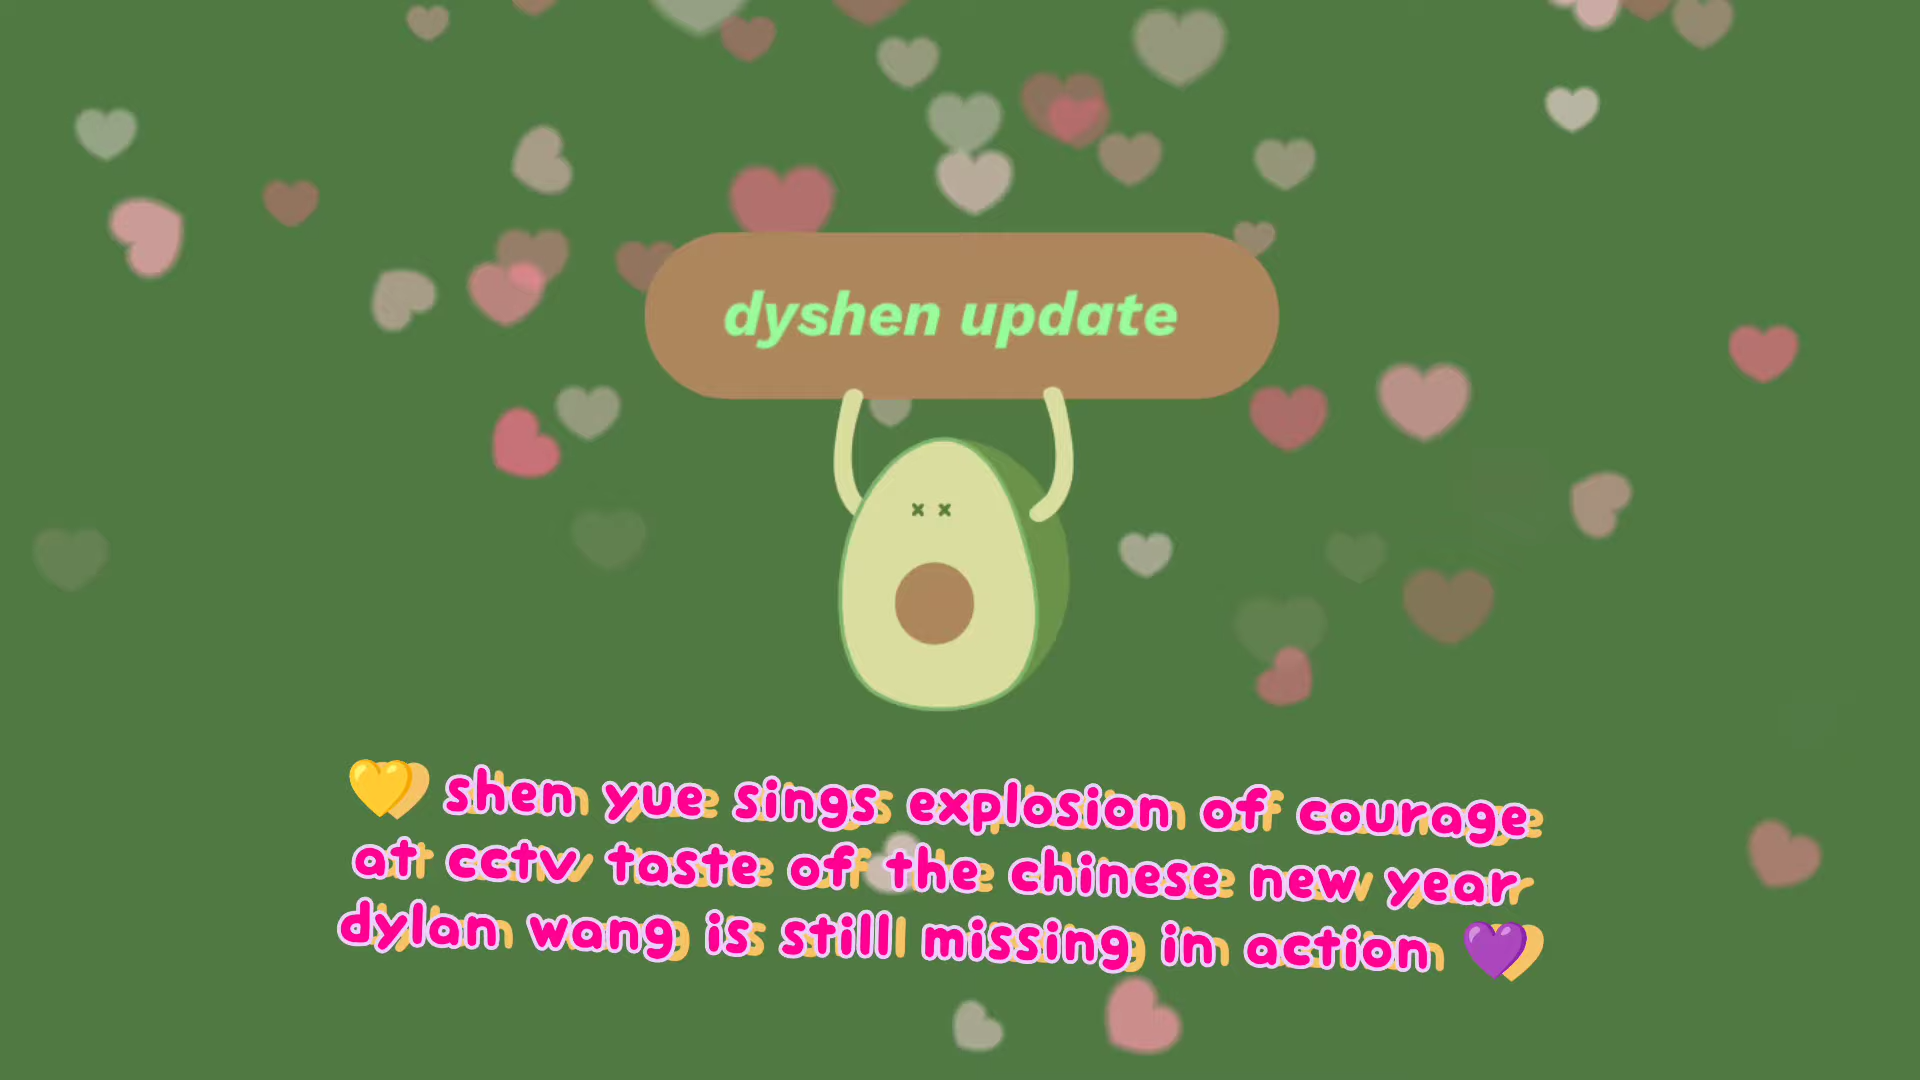 dyshen update
💛 shen yue sings explosion of courage
at cctv taste of the chinese new year
dylan wang is still missing in action 💜